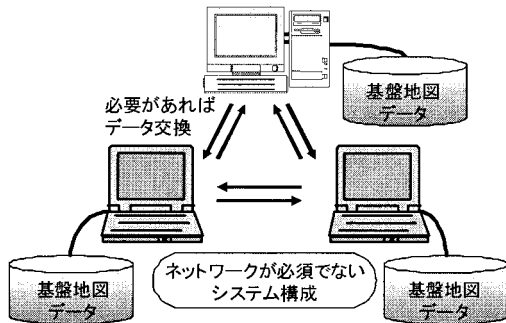 基盤地図
データ
必要があれば
データ交換
ネットワークが必須でない
システム構成
基盤地図
データ
基盤地図
データ